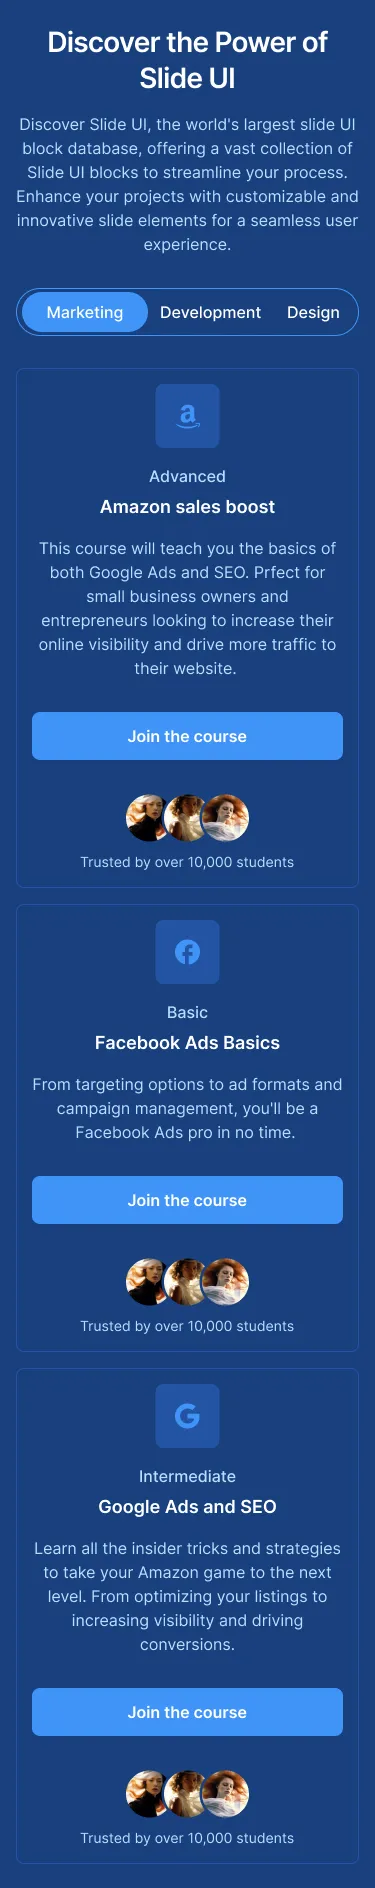 Discover the Power of
Slide UI
Discover Slide UI, the world's largest slide UI
block database, offering a vast collection of
Slide UI blocks to streamline your process.
Enhance your projects with customizable and
innovative slide elements for a seamless user
experience.
Marketing Development Design
Advanced
Amazon sales boost
This course will teach you the basics of
both Google Ads and SEO. Prfect for
small business owners and
entrepreneurs looking to increase their
online visibility and drive more traffic to
their website.
Join the course
Trusted by over 10,000 students
Basic
Facebook Ads Basics
From targeting options to ad formats and
campaign management, you'll be a
Facebook Ads pro in no time.
Join the course
Trusted by over 10,000 students
Intermediate
Google Ads and SEO
Learn all the insider tricks and strategies
to take your Amazon game to the next
level. From optimizing your listings to
increasing visibility and driving
conversions.
Join the course
Trusted by over 10,000 students